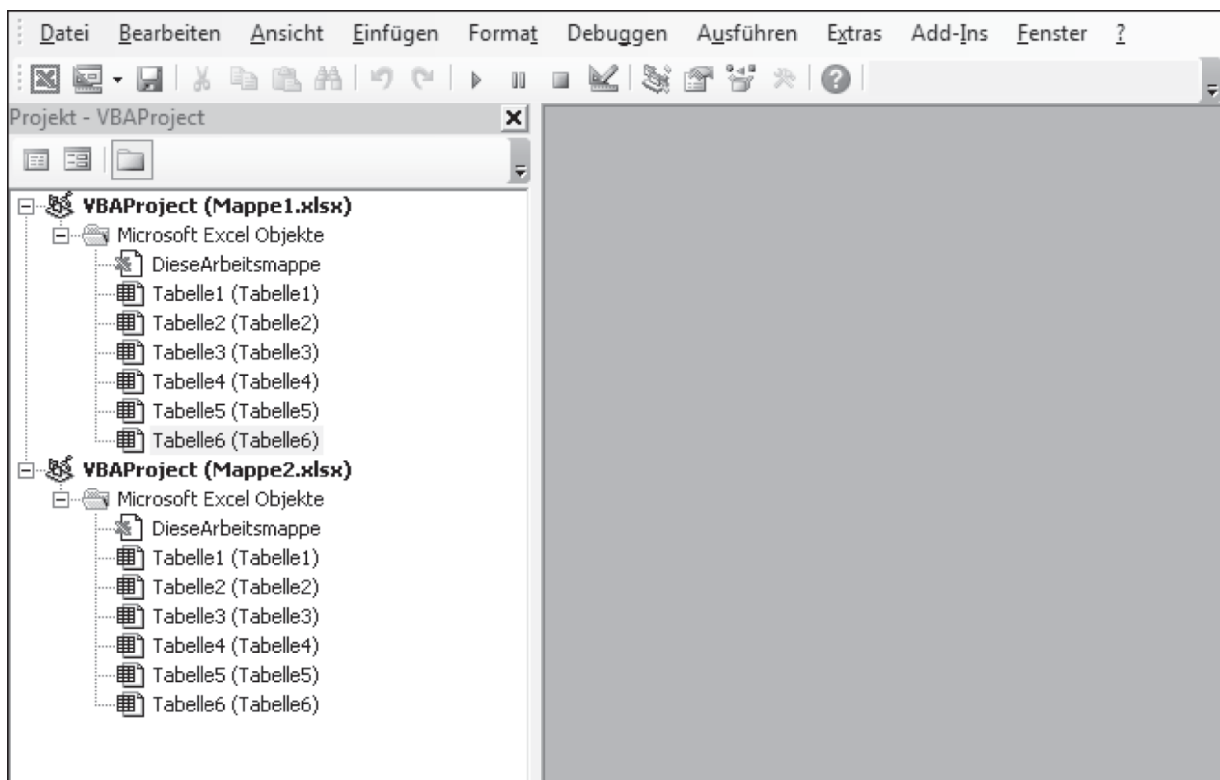 Datei Bearbeiten Ansicht Einfügen Format Debuggen Ausführen Extras Add-Ins Fenster ?
Projekt - VBAProject
VBAProject (Mappe1.xlsx)
Microsoft Excel Objekte
DieseArbeitsmappe
Tabelle1 (Tabelle1)
Tabelle2 (Tabelle2)
Tabelle3 (Tabelle3)
Tabelle4 (Tabelle4)
Tabelle5 (Tabelle5)
Tabelle6 (Tabelle6)
VBAProject (Mappe2.xlsx)
Microsoft Excel Objekte
DieseArbeitsmappe
Tabelle1 (Tabelle1)
Tabelle2 (Tabelle2)
Tabelle3 (Tabelle3)
Tabelle4 (Tabelle4)
Tabelle5 (Tabelle5)
Tabelle6 (Tabelle6)